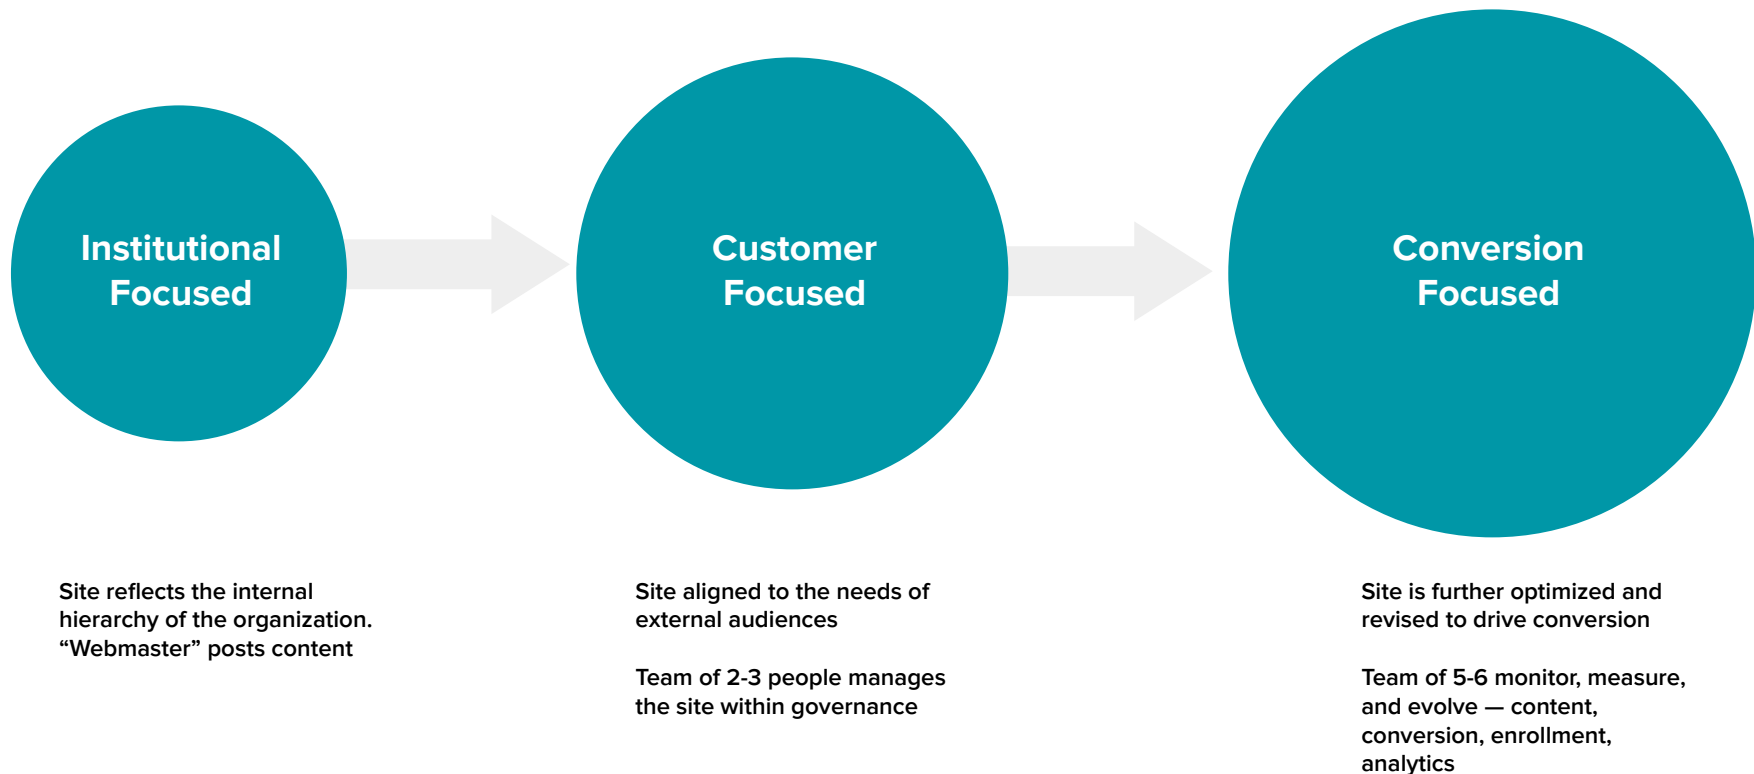 Institutional
Focused
Customer
Focused
Conversion
Focused
Site reflects the internal
hierarchy of the organization.
“Webmaster” posts content
Site aligned to the needs of
external audiences
Team of 2-3 people manages
the site within governance
Site is further optimized and
revised to drive conversion
Team of 5-6 monitor, measure,
and evolve — content,
conversion, enrollment,
analytics